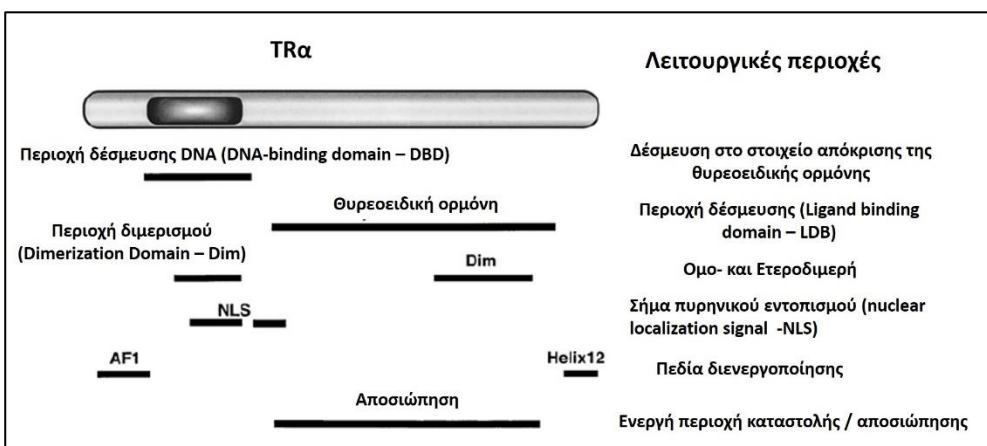 TRα
Λειτουργικές περιοχές
Περιοχή δέσμευσης DNA (DNA-binding domain – DBD)
Δέσμευση στο στοιχείο απόκρισης της
θυρεοειδικής ορμόνης
Θυρεοειδική ορμόνη
Περιοχή δέσμευσης (Ligand binding
domain – LDB)
Περιοχή διμερισμού
(Dimerization Domain – Dim)
Dim
Ομο- και Ετεροδιμερή
NLS
Σήμα πυρηνικού εντοπισμού (nuclear
localization signal -NLS)
AF1
Helix12
Πεδία διενεργοποίησης
Αποσιώπηση
Ενεργή περιοχή καταστολής / αποσιώπησης